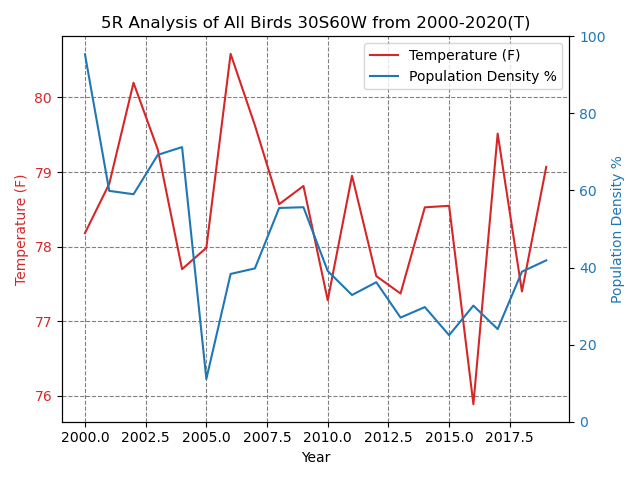 5R Analysis of All Birds 30S60W from 2000-2020(T)
Temperature (F)
Population Density %
80
79
78
77
76
Temperature (F)
100
80
60
40
20
0
Population Density %
2000.0 2002.5 2005.0 2007.5 2010.0 2012.5 2015.0 2017.5
Year